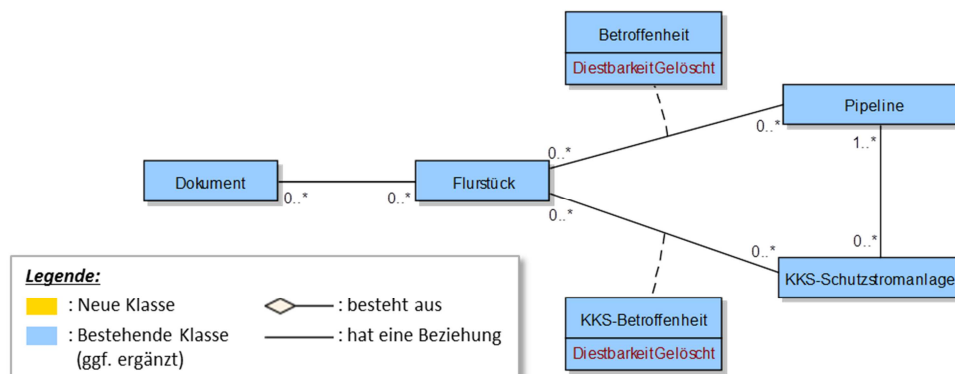 Betroffenheit
DiestbarkeitGelöscht
Pipeline
0..*
1..*
0..*
Dokument
Flurstück
0..*
0..*
0..*
0..*
0..*
KKS-Schutzstromanlage
KKS-Betroffenheit
DiestbarkeitGelöscht
Legende:
: Neue Klasse
: besteht aus
: Bestehende Klasse
(ggf. ergänzt)
: hat eine Beziehung